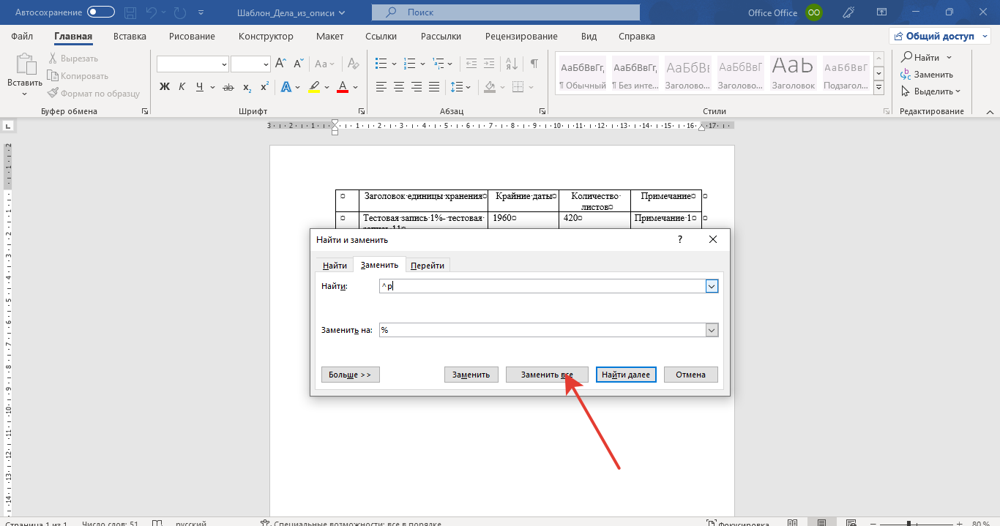 Автосохранение Шаблон_Дела_из_описи Поиск Office Office OO
Файл Главная Вставка Рисование Конструктор Макет Ссылки Рассылки Рецензирование Вид Справка Общий доступ
Вставить
Вырезать
Копировать
Формат по образцу
Буфер обмена
Aa
Ж К Ч ab x₂ x² A A
Шрифт
Абзац
АаБбВвГг, АаБбВвГг, АаБбВвІ АаБбВвГ АаЬ АаБбВвГ
¶ Обычный ¶ Без инте... Заголово... Заголово... Заголовок Подзагол...
Стили
Найти
Заменить
Выделить
Редактирование
3 2 1 1 2 3 4 5 6 7 8 9 10 11 12 13 14 15 16 17
Заголовок·единицы·хранения¤ Крайние·даты¤ Количество· Примечание¤
листов¤
Тестовая·запись·1%-·тестовая 1960¤ 420¤ Примечание·1¤
Найти и заменить ?
Найти Заменить Перейти
Найти: ^p
Заменить на: %
Больше >> Заменить Заменить все Найти далее Отмена
Страница 1 из 1 Число слов: 51 русский Специальные возможности: все в порядке Фокусировка 80 %